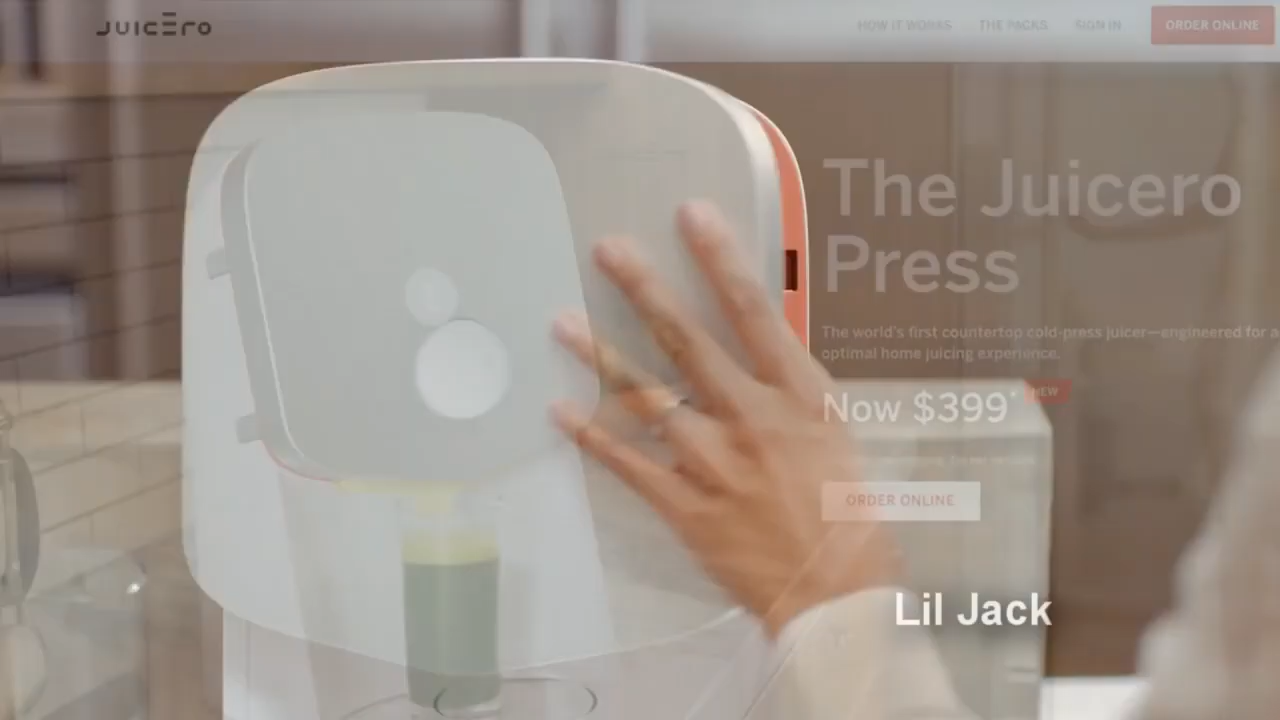 JUICERO
HOW IT WORKS THE PACKS SIGN IN ORDER ONLINE
The Juicero
Press
The world's first countertop cold-press juicer—engineered for a
optimal home juicing experience.
Now $399* NEW
ORDER ONLINE
Lil Jack